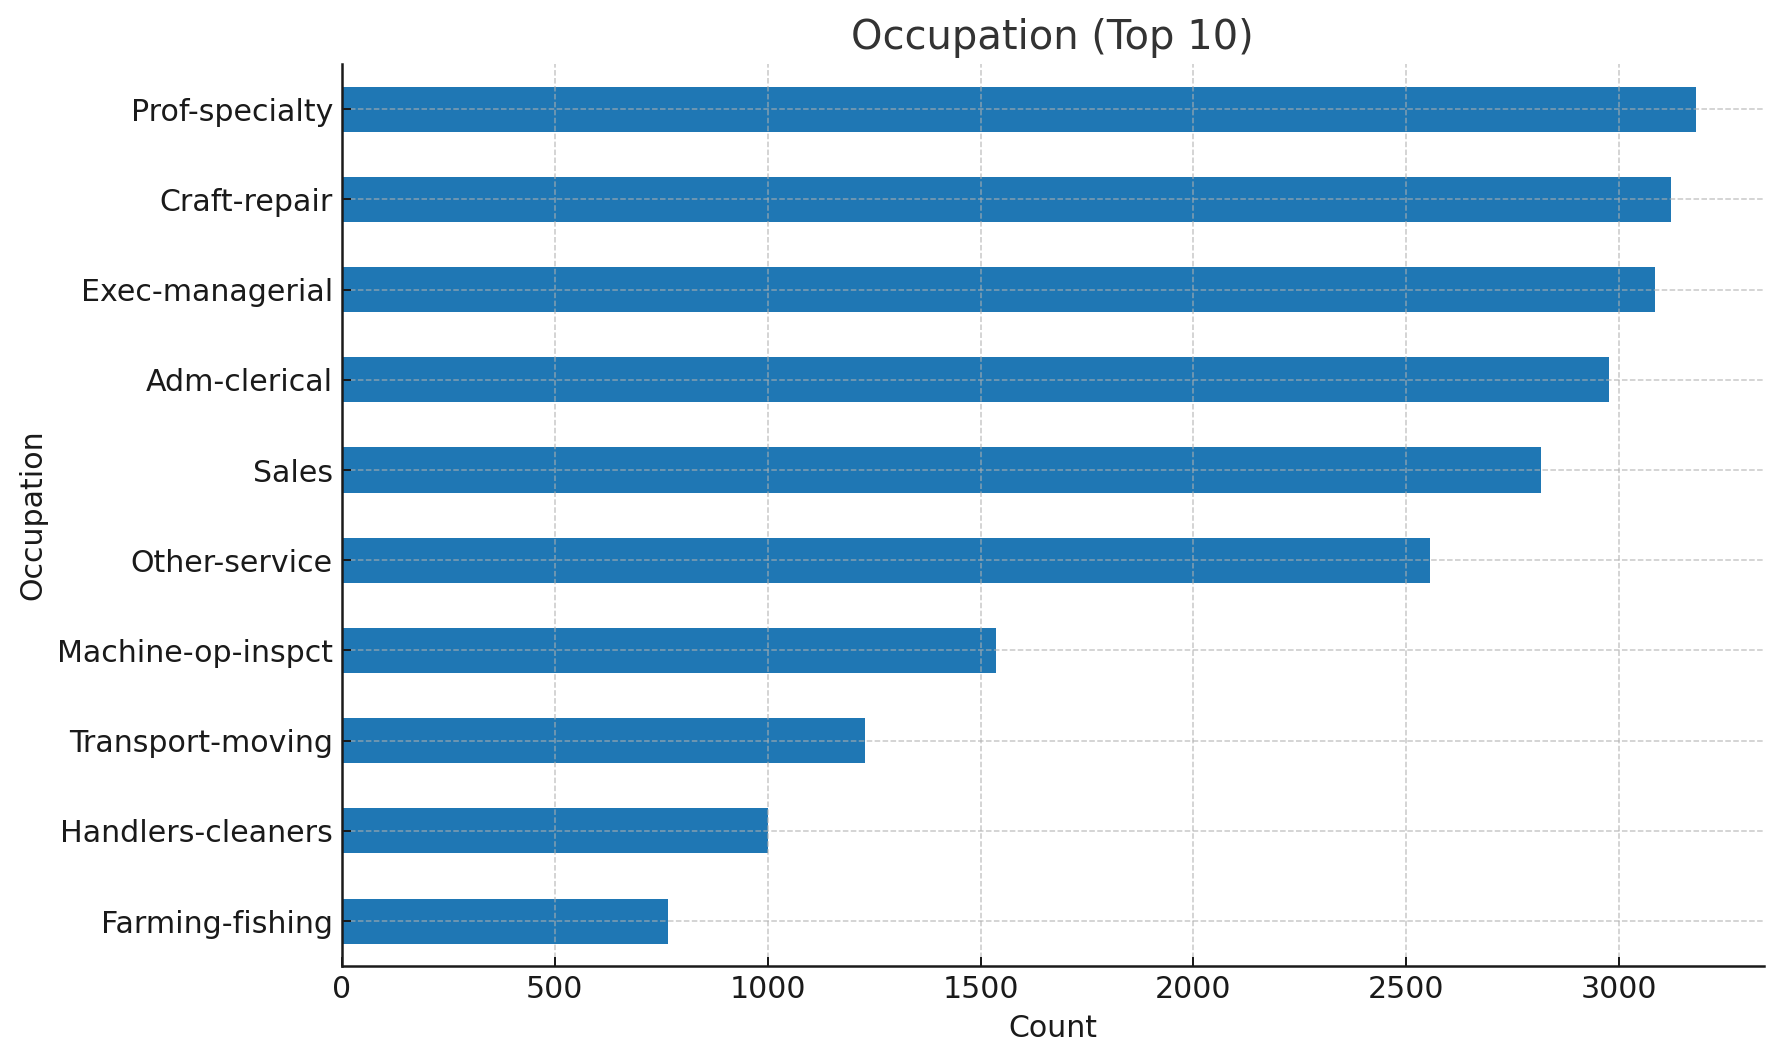 Occupation (Top 10)
Prof-specialty
Craft-repair
Exec-managerial
Adm-clerical
Sales
Other-service
Machine-op-inspct
Transport-moving
Handlers-cleaners
Farming-fishing
Occupation
0 500 1000 1500 2000 2500 3000
Count